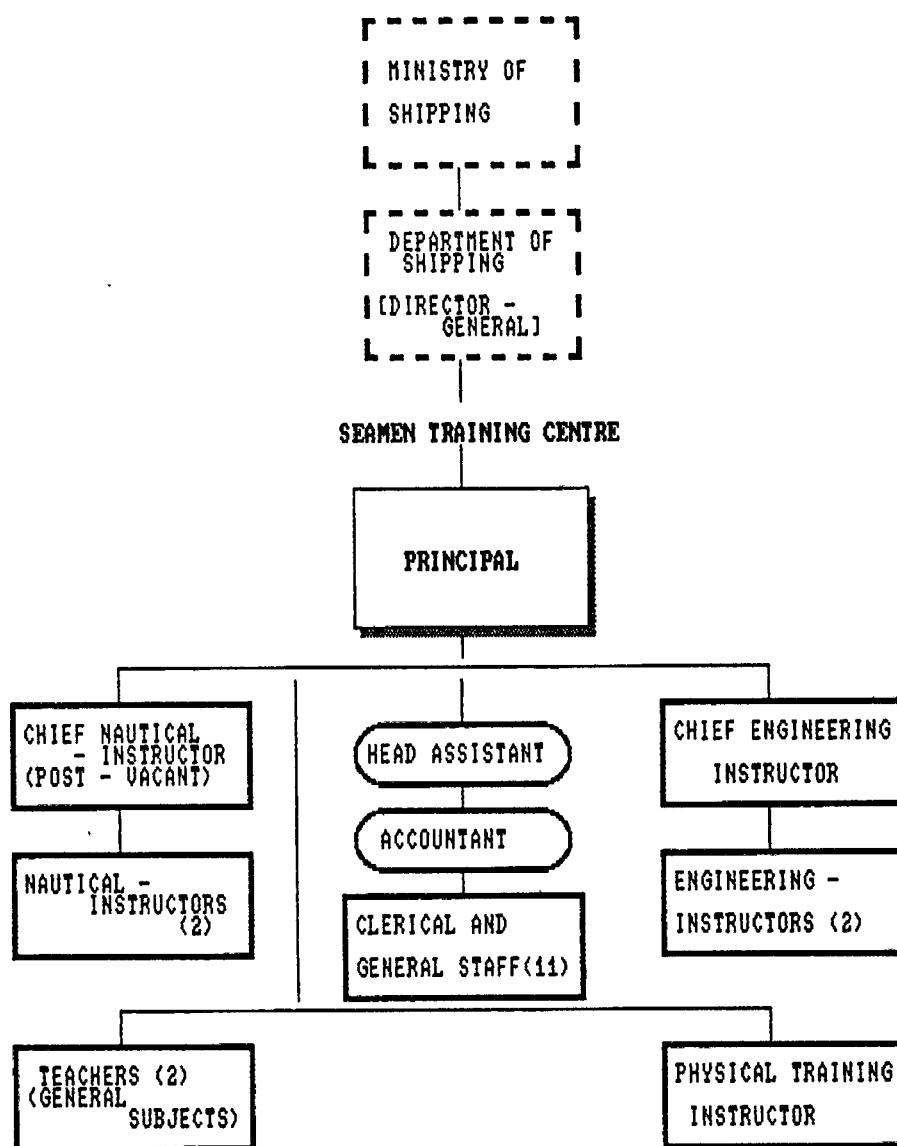 MINISTRY OF
SHIPPING
DEPARTMENT OF
SHIPPING
[DIRECTOR -
GENERAL]
SEAMEN TRAINING CENTRE
PRINCIPAL
CHIEF NAUTICAL
- INSTRUCTOR
(POST - VACANT)
HEAD ASSISTANT
CHIEF ENGINEERING
INSTRUCTOR
ACCOUNTANT
NAUTICAL -
INSTRUCTORS
(2)
CLERICAL AND
GENERAL STAFF(11)
ENGINEERING -
INSTRUCTORS (2)
TEACHERS (2)
(GENERAL
SUBJECTS)
PHYSICAL TRAINING
INSTRUCTOR